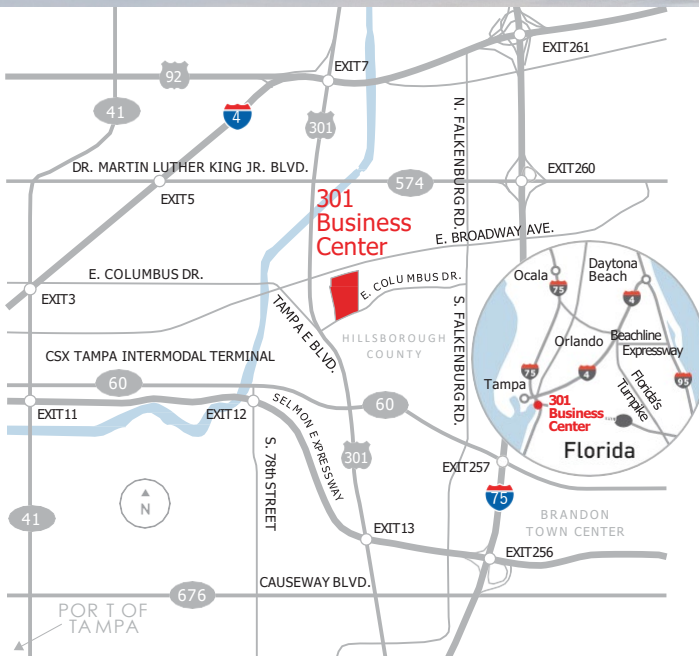 EXIT261
EXIT7
92
41
4
301
N. FALKENBURG RD.
DR. MARTIN LUTHER KING JR. BLVD.
574
EXIT260
EXIT5
301
Business
Center
E. BROADWAY AVE.
E. COLUMBUS DR.
E. COLUMBUS DR.
EXIT3
TAMPA E BLVD.
HILLSBOROUGH
COUNTY
S. FALKENBURG RD.
CSX TAMPA INTERMODAL TERMINAL
60
60
EXIT11
EXIT12
SELMON EXPRESSWAY
S. 78th STREET
301
EXIT257
75
41
N
EXIT13
BRANDON
TOWN CENTER
EXIT256
CAUSEWAY BLVD.
676
PORT OF
TAMPA
Ocala
Daytona
Beach
75
4
Orlando
Beachline
Expressway
75
4
95
Tampa
Florida's
Turnpike
301
Business
Center
Florida